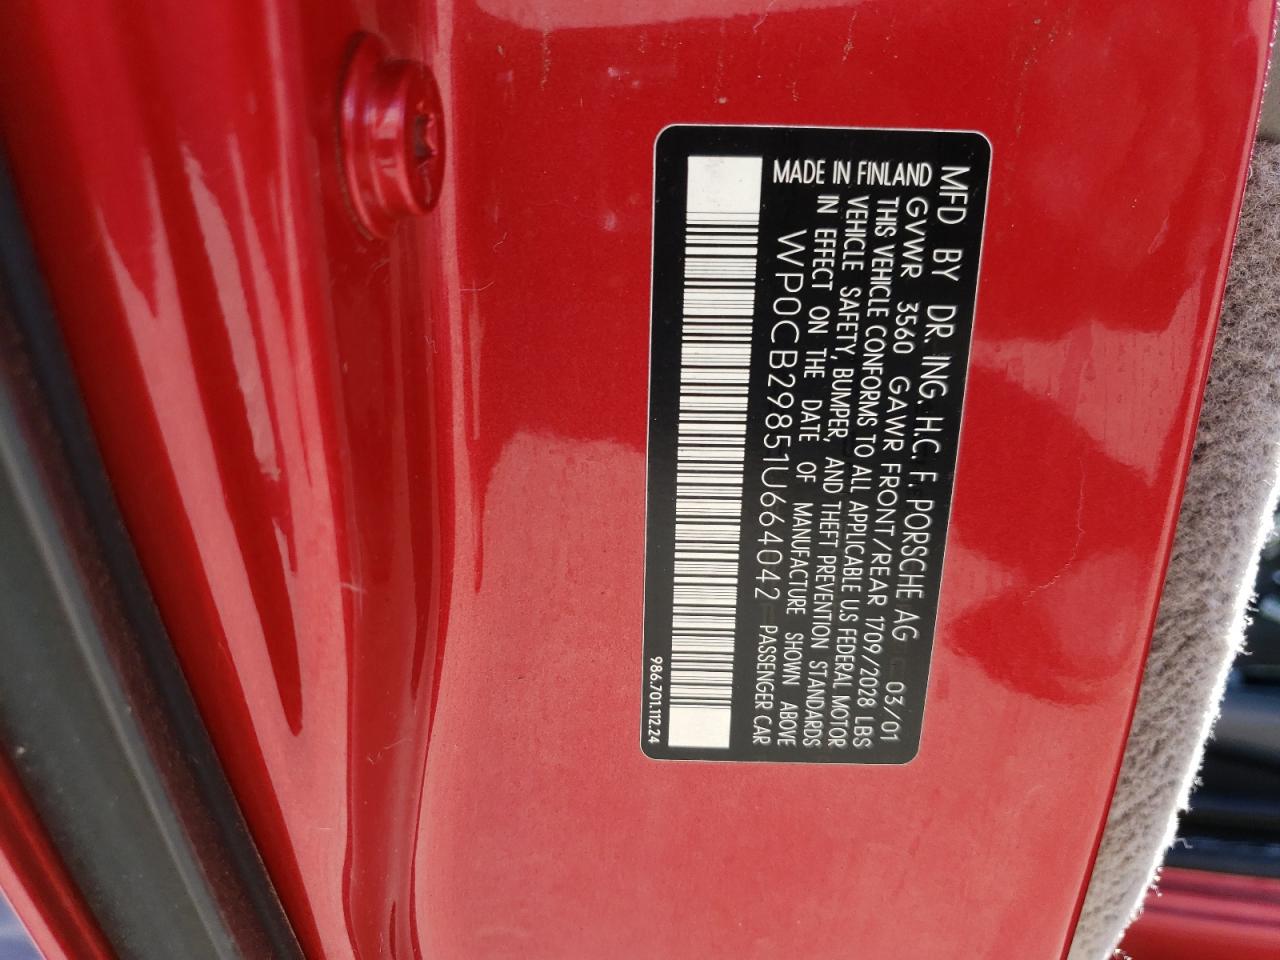 MFD BY DR. ING. H.C. F. PORSCHE AG 03/01
GVWR 3560 GAWR FRONT/REAR 1709/2028 LBS
THIS VEHICLE CONFORMS TO ALL APPLICABLE U.S FEDERAL MOTOR
VEHICLE SAFETY, BUMPER, AND THEFT PREVENTION STANDARDS
IN EFFECT ON THE DATE OF MANUFACTURE SHOWN ABOVE
MADE IN FINLAND
WP0CB29851U664042 PASSENGER CAR
986.701.112.24